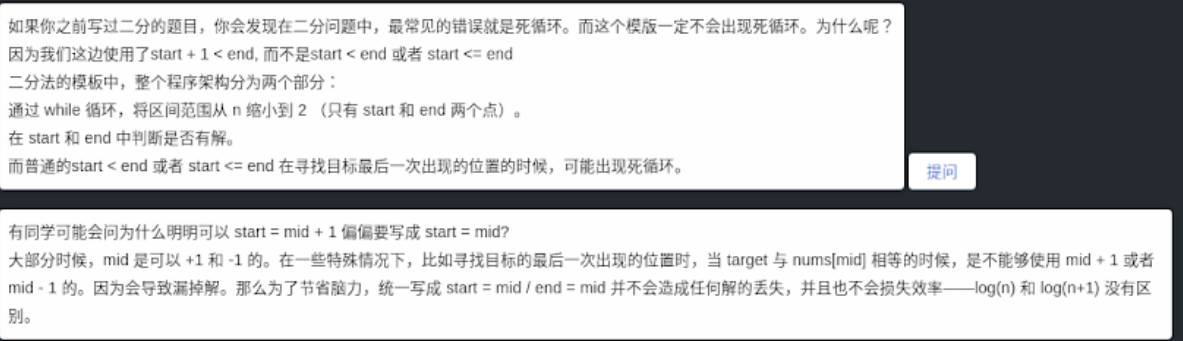 如果你之前写过二分的题目，你会发现在二分问题中，最常见的错误就是死循环。而这个模版一定不会出现死循环。为什么呢？
因为我们这边使用了start + 1 < end, 而不是start < end 或者 start <= end
二分法的模板中，整个程序架构分为两个部分：
通过 while 循环，将区间范围从 n 缩小到 2 （只有 start 和 end 两个点）。
在 start 和 end 中判断是否有解。
而普通的start < end 或者 start <= end 在寻找目标最后一次出现的位置的时候，可能出现死循环。
提问
有同学可能会问为什么明明可以 start = mid + 1 偏偏要写成 start = mid?
大部分时候，mid 是可以 +1 和 -1 的。在一些特殊情况下，比如寻找目标的最后一次出现的位置时，当 target 与 nums[mid] 相等的时候，是不能够使用 mid + 1 或者
mid - 1 的。因为会导致漏掉解。那么为了节省脑力，统一写成 start = mid / end = mid 并不会造成任何解的丢失，并且也不会损失效率——log(n) 和 log(n+1) 没有区
别。